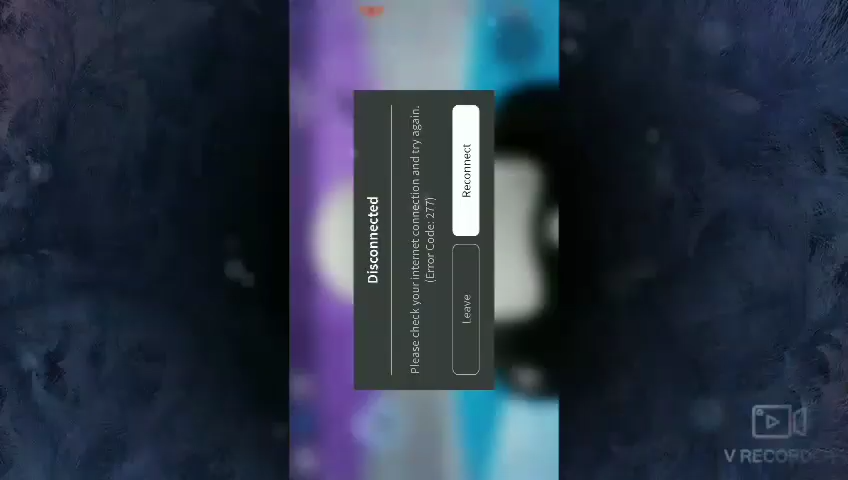 Disconnected
Please check your internet connection and try again.
(Error Code: 277)
Leave
Reconnect
V RECORDER